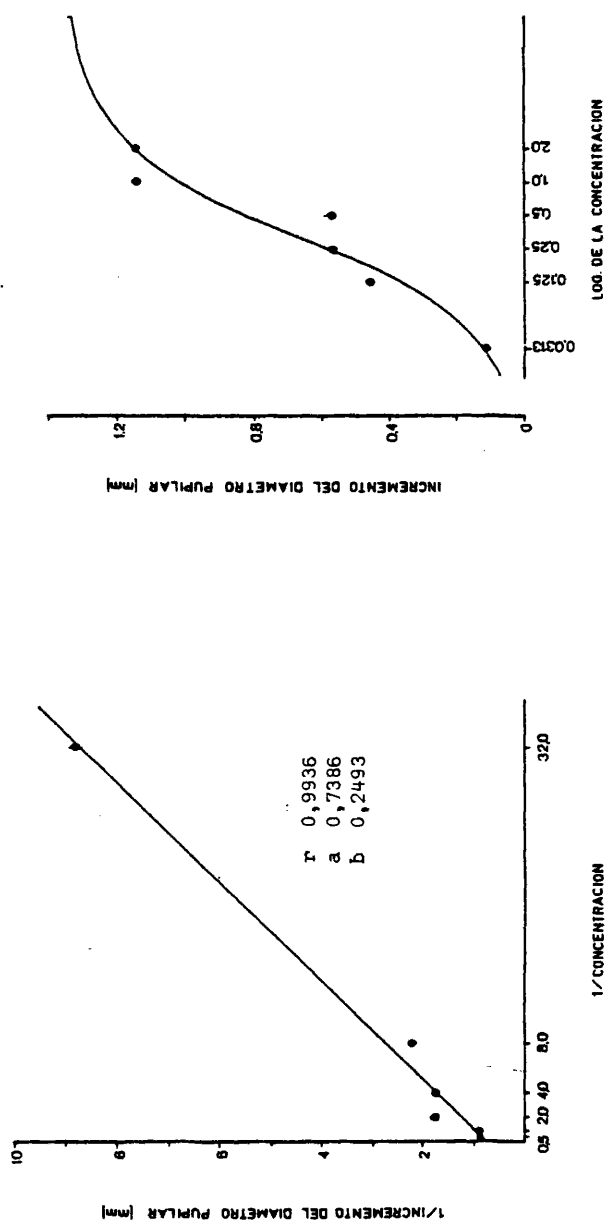 1/INCREMENTO DEL DIAMETRO PUPILAR [mm]
10
8
6
4
2
r 0,9936
a 0,7386
b 0,2493
0,5 2,0 4,0 8,0 32,0
1/CONCENTRACION
INCREMENTO DEL DIAMETRO PUPILAR [mm]
1,2
0,8
0,4
0
0,0313 0,125 0,25 0,5 1,0 2,0
LOG. DE LA CONCENTRACION